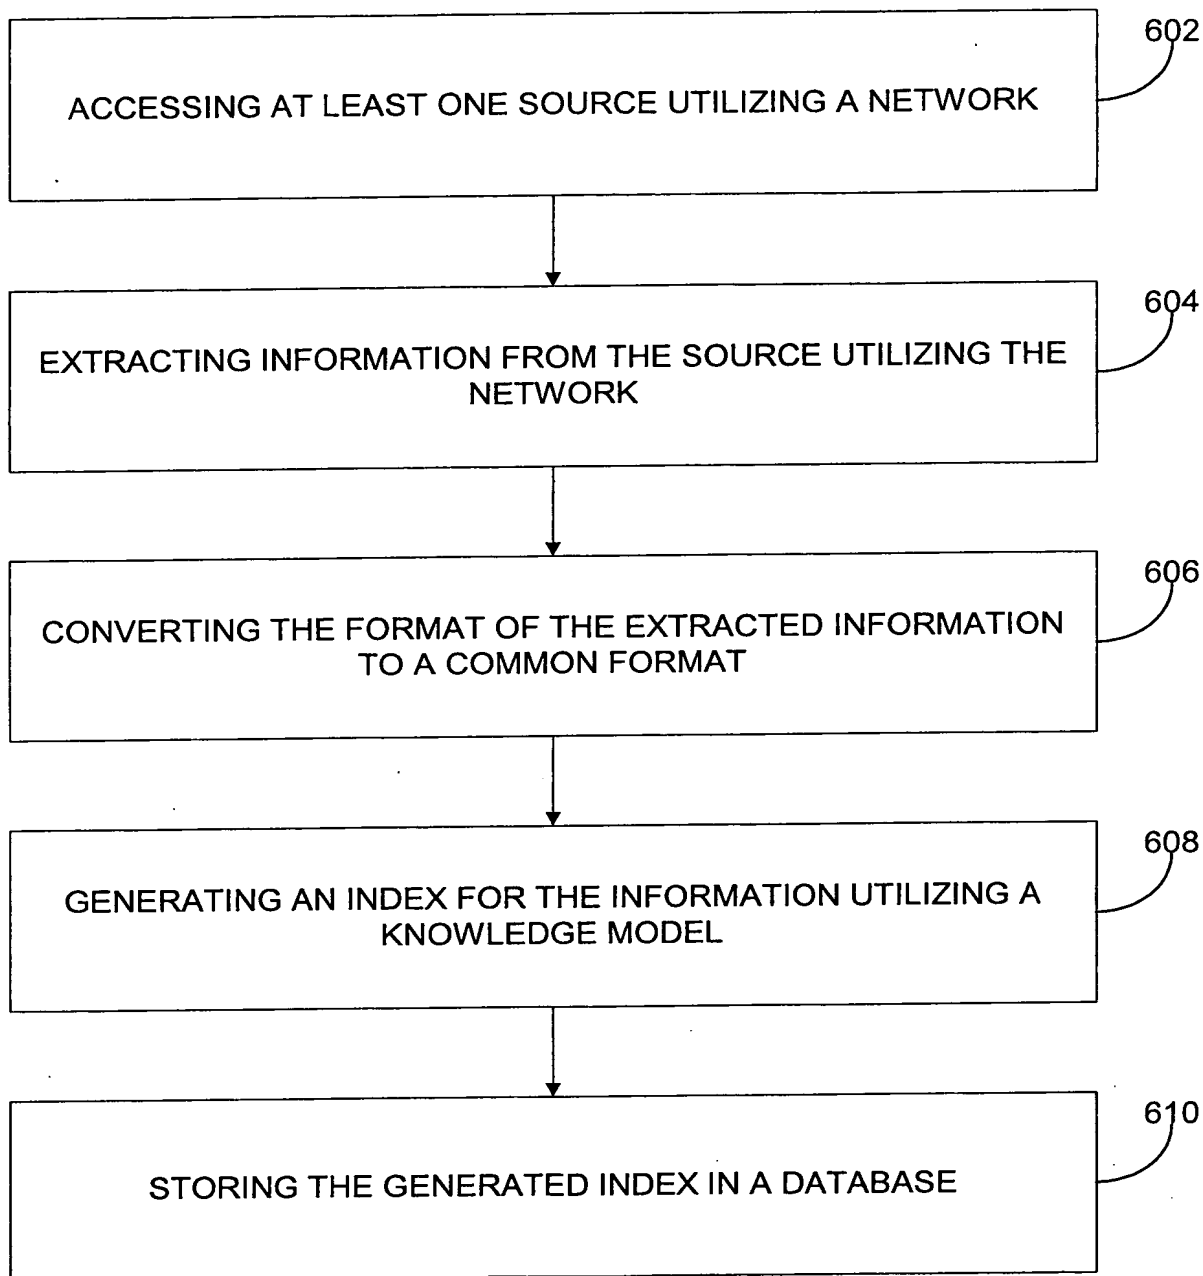 602
ACCESSING AT LEAST ONE SOURCE UTILIZING A NETWORK
604
EXTRACTING INFORMATION FROM THE SOURCE UTILIZING THE
NETWORK
606
CONVERTING THE FORMAT OF THE EXTRACTED INFORMATION
TO A COMMON FORMAT
608
GENERATING AN INDEX FOR THE INFORMATION UTILIZING A
KNOWLEDGE MODEL
610
STORING THE GENERATED INDEX IN A DATABASE